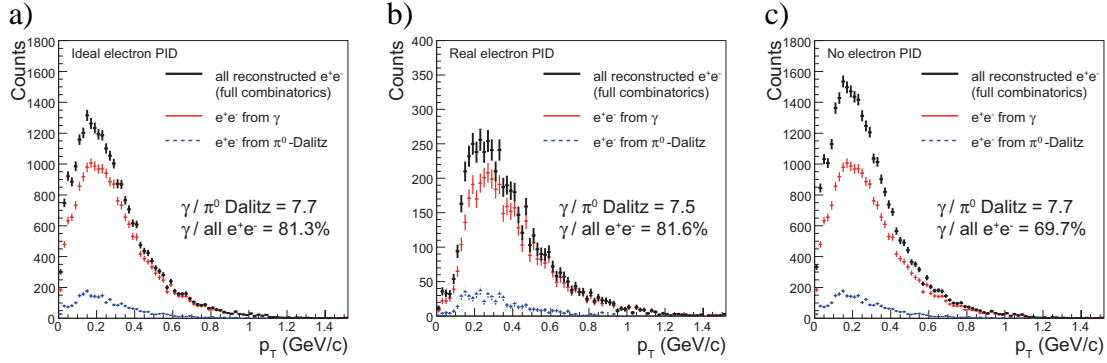 a)
Counts
1800
1600
1400
1200
1000
800
600
400
200
0
Ideal electron PID
all reconstructed e⁺e⁻
(full combinatorics)
e⁺e⁻ from γ
e⁺e⁻ from π⁰-Dalitz
γ / π⁰ Dalitz = 7.7
γ / all e⁺e⁻ = 81.3%
0 0.2 0.4 0.6 0.8 1 1.2 1.4
p_T (GeV/c)
b)
Counts
400
350
300
250
200
150
100
50
0
Real electron PID
all reconstructed e⁺e⁻
(full combinatorics)
e⁺e⁻ from γ
e⁺e⁻ from π⁰-Dalitz
γ / π⁰ Dalitz = 7.5
γ / all e⁺e⁻ = 81.6%
0 0.2 0.4 0.6 0.8 1 1.2 1.4
p_T (GeV/c)
c)
Counts
1800
1600
1400
1200
1000
800
600
400
200
0
No electron PID
all reconstructed e⁺e⁻
(full combinatorics)
e⁺e⁻ from γ
e⁺e⁻ from π⁰-Dalitz
γ / π⁰ Dalitz = 7.7
γ / all e⁺e⁻ = 69.7%
0 0.2 0.4 0.6 0.8 1 1.2 1.4
p_T (GeV/c)